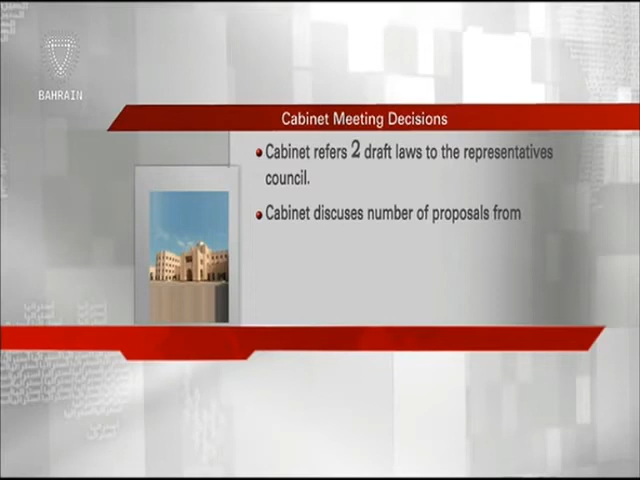 BAHRAIN
Cabinet Meeting Decisions
Cabinet refers 2 draft laws to the representatives
council.
Cabinet discuses number of proposals from